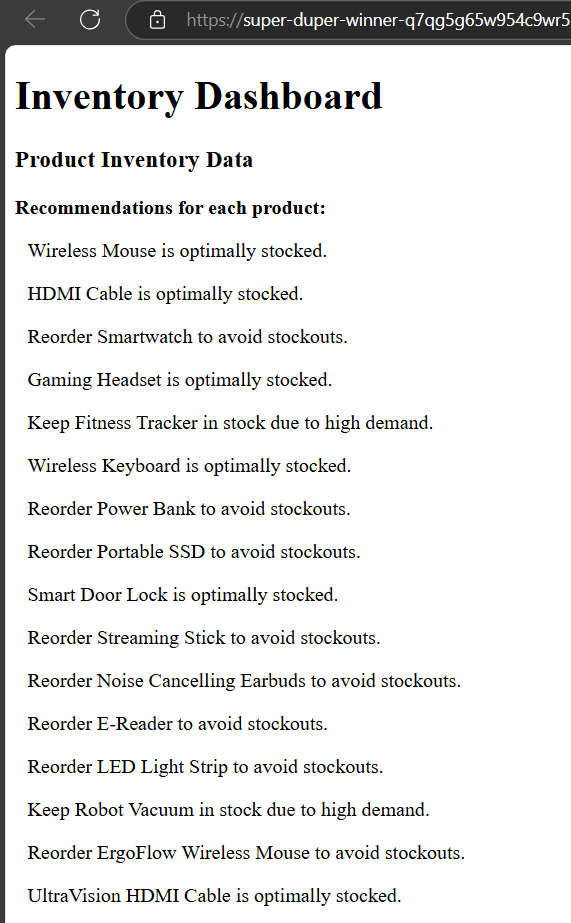 https://super-duper-winner-q7qg5g65w954c9wr5
Inventory Dashboard
Product Inventory Data
Recommendations for each product:
Wireless Mouse is optimally stocked.
HDMI Cable is optimally stocked.
Reorder Smartwatch to avoid stockouts.
Gaming Headset is optimally stocked.
Keep Fitness Tracker in stock due to high demand.
Wireless Keyboard is optimally stocked.
Reorder Power Bank to avoid stockouts.
Reorder Portable SSD to avoid stockouts.
Smart Door Lock is optimally stocked.
Reorder Streaming Stick to avoid stockouts.
Reorder Noise Cancelling Earbuds to avoid stockouts.
Reorder E-Reader to avoid stockouts.
Reorder LED Light Strip to avoid stockouts.
Keep Robot Vacuum in stock due to high demand.
Reorder ErgoFlow Wireless Mouse to avoid stockouts.
UltraVision HDMI Cable is optimally stocked.